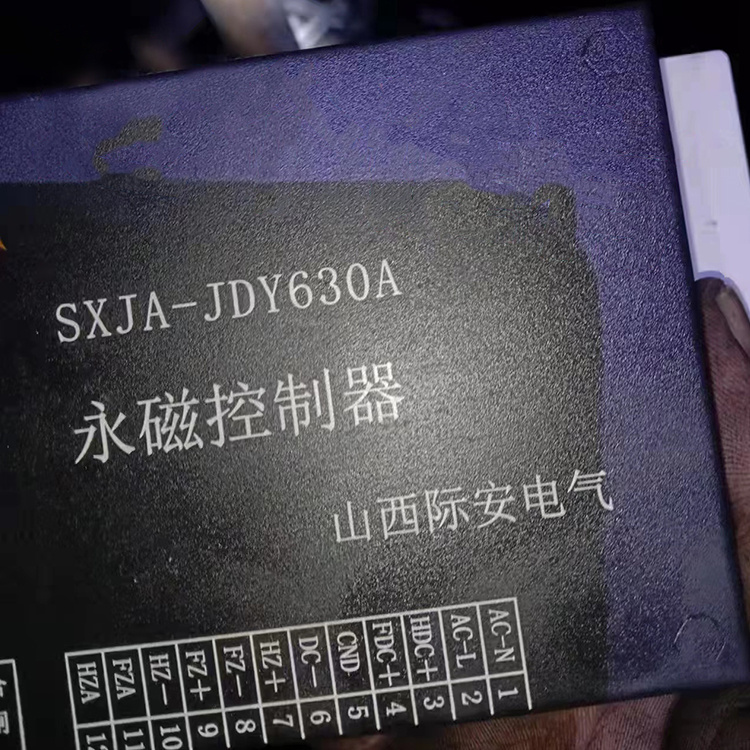 SXJA-JDY630A
永磁控制器
山西际安电气
AC-N 1
AC-L 2
HDC+ 3
FDC+ 4
CND 5
DC- 6
HZ+ 7
FZ- 8
FZ+ 9
HZ- 10
FZA 11
HZA